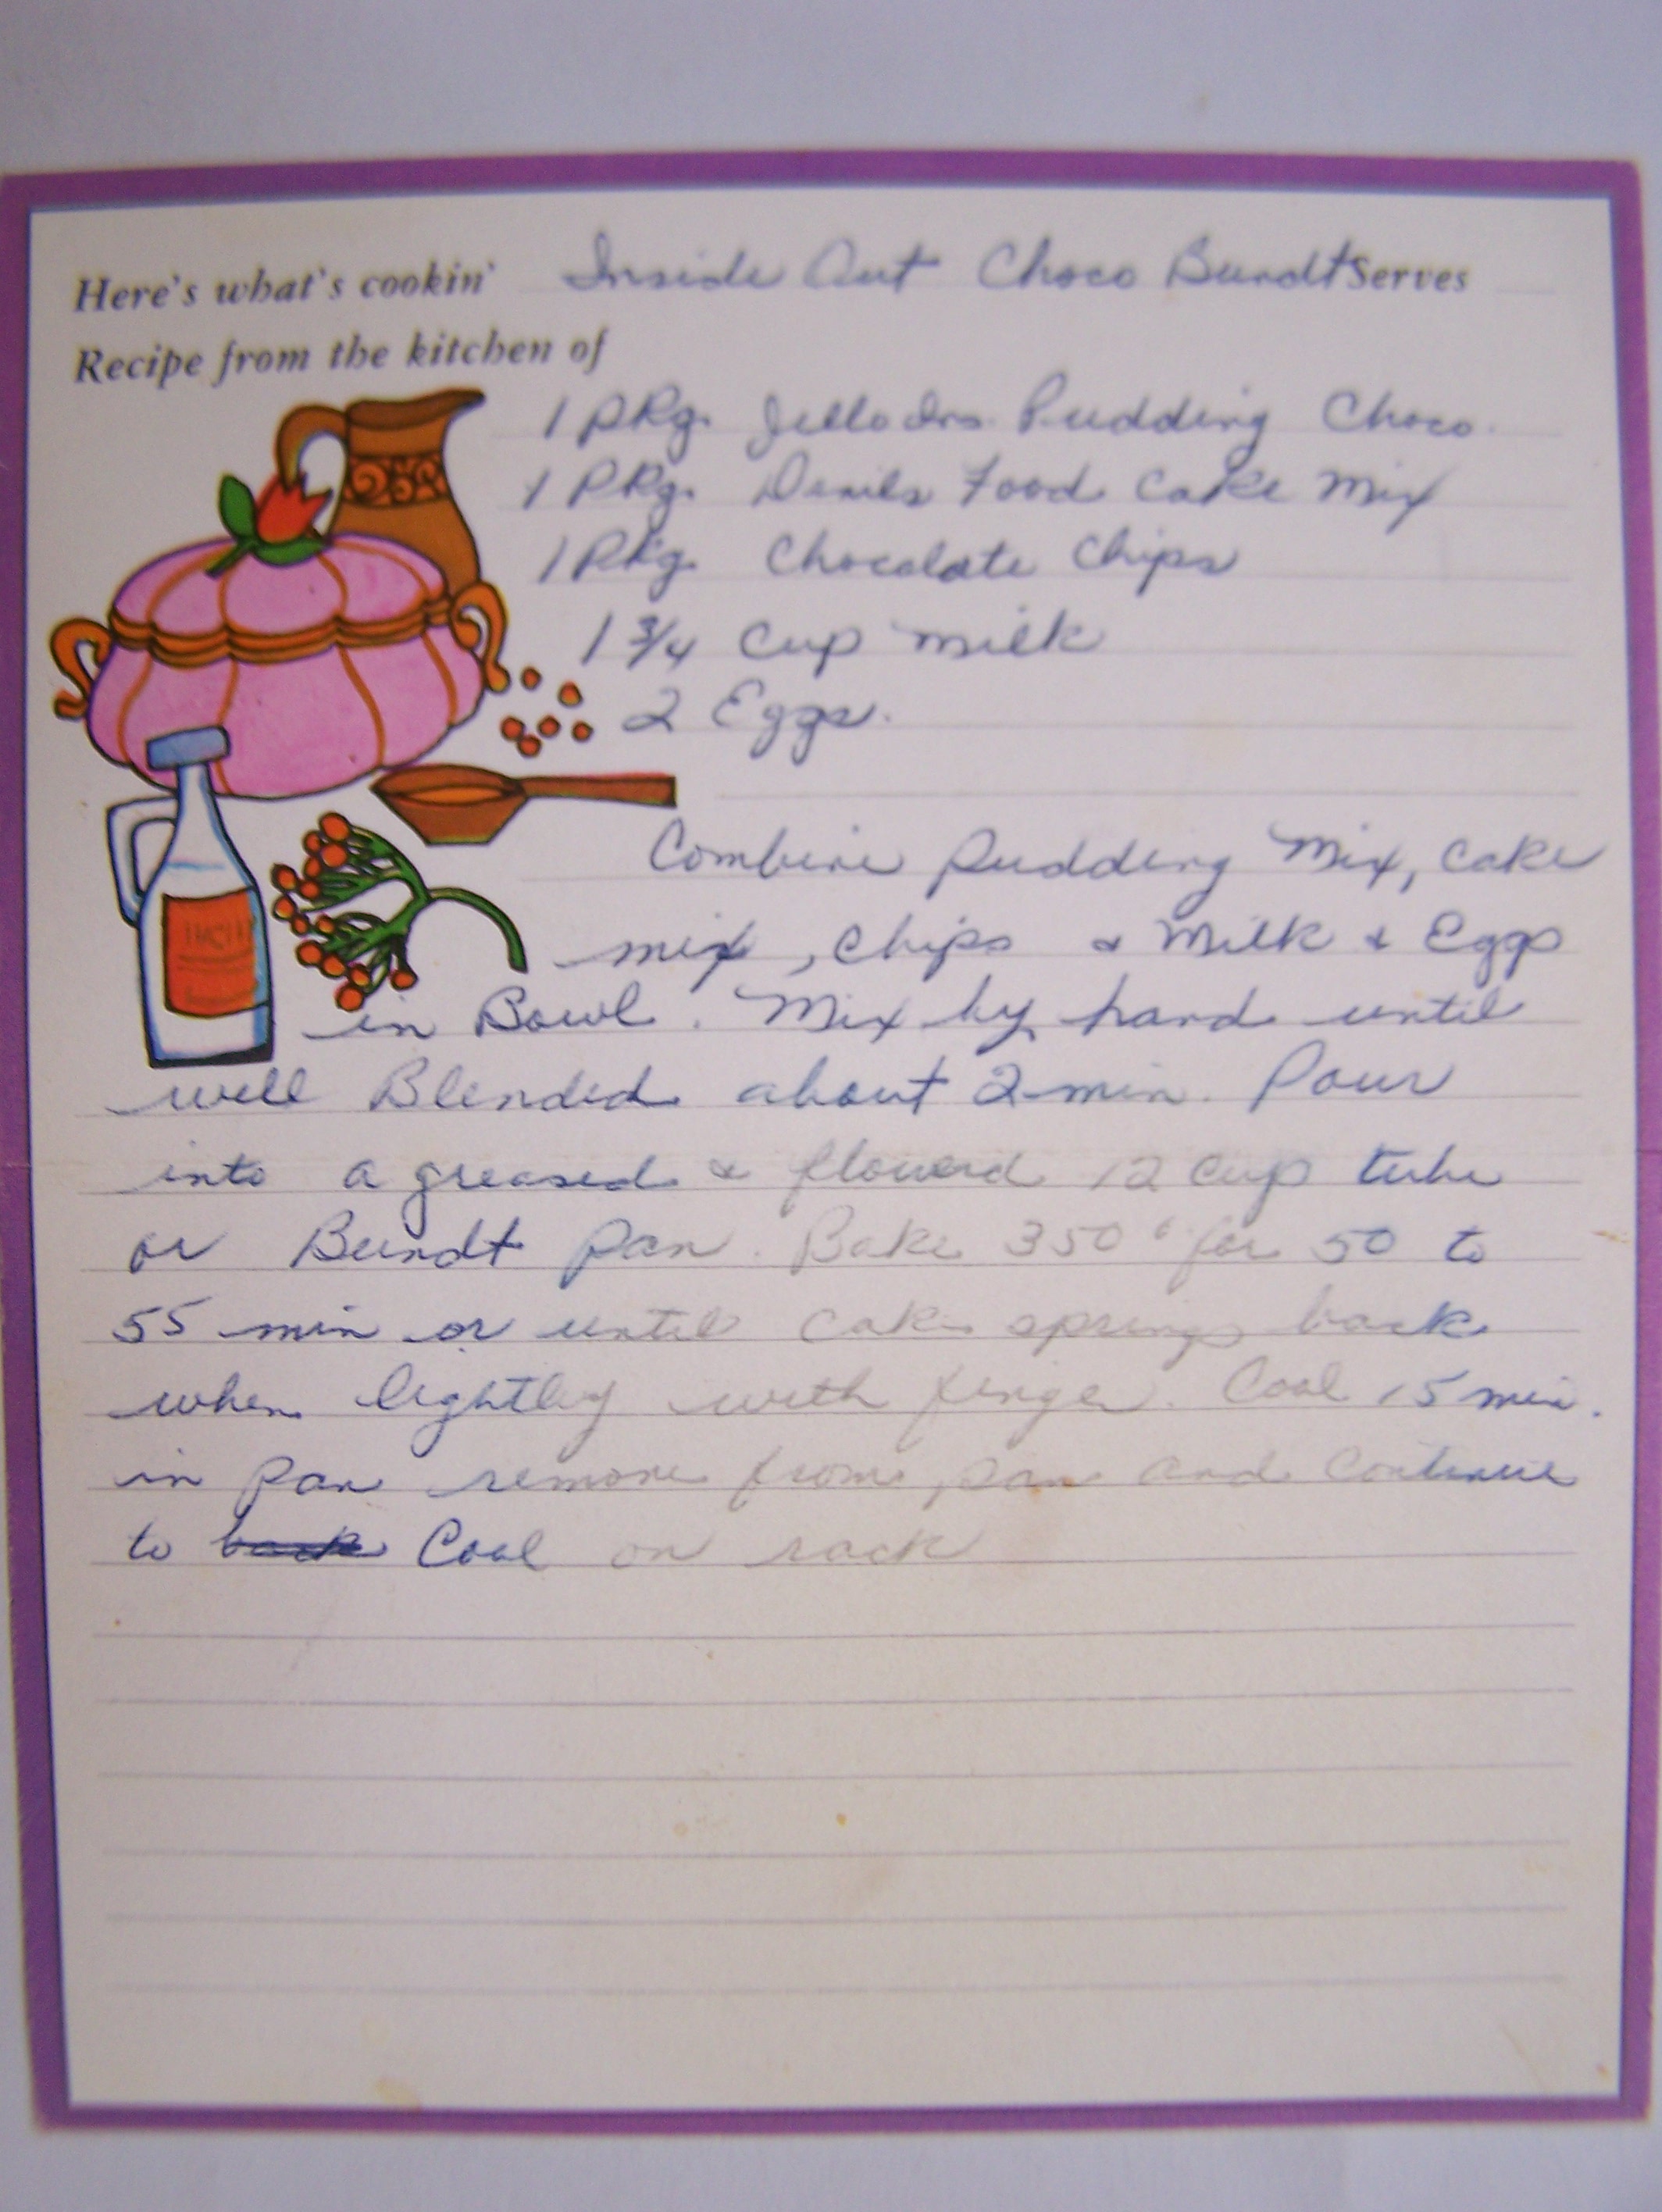 Here's what's cookin' Inside Out Choco Bundt Serves
Recipe from the kitchen of
1 PKg. Jello Ins. Pudding Choco.
1 PKg. Devils Food Cake Mix
1 PKg. Chocolate Chips
1 3/4 Cup Milk
2 Eggs.
Combine Pudding Mix, Cake
mix, Chips & Milk & Eggs
in Bowl. Mix by hand until
well Blended about 2 min. Pour
into a greased & flowerd 12 cup tube
or Bundt Pan. Bake 350° for 50 to
55 min or until cake springs back
when lightley with finger. Cool 15 min.
in Pan remove from pan and Continue
to back Cool on rack